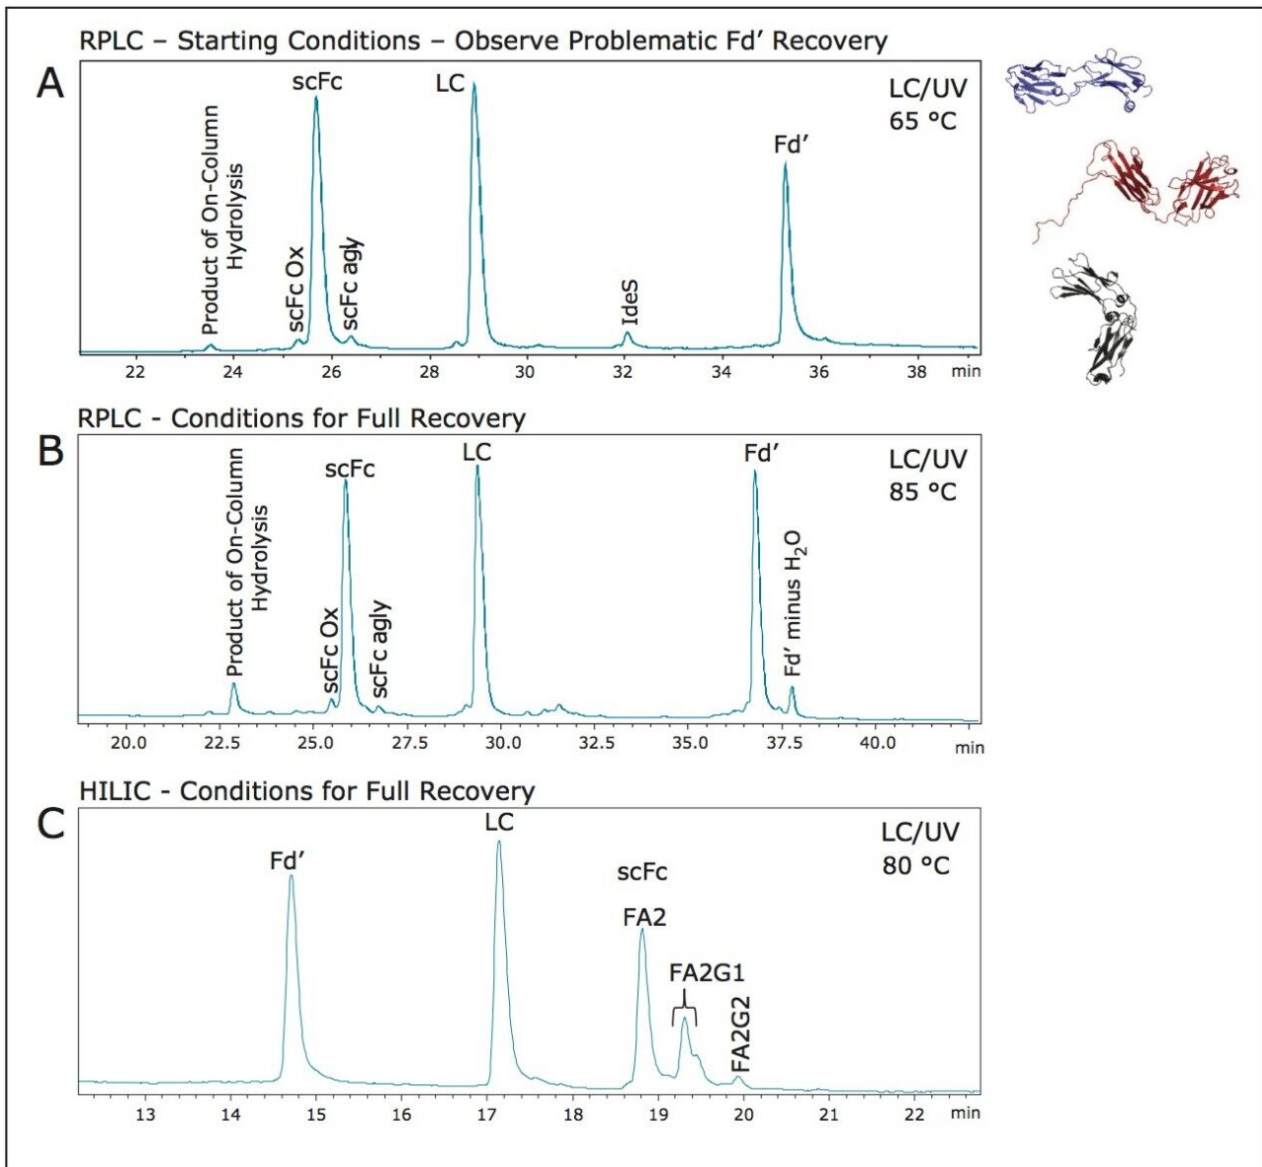 RPLC – Starting Conditions – Observe Problematic Fd′ Recovery
A
Product of On-Column
Hydrolysis
scFc Ox
scFc
scFc agly
LC
IdeS
Fd′
LC/UV
65 °C
22 24 26 28 30 32 34 36 38 min
RPLC - Conditions for Full Recovery
B
Product of On-Column
Hydrolysis
scFc Ox
scFc
scFc agly
LC
Fd′
Fd′ minus H₂O
LC/UV
85 °C
20.0 22.5 25.0 27.5 30.0 32.5 35.0 37.5 40.0 min
HILIC - Conditions for Full Recovery
C
Fd′
LC
scFc
FA2
FA2G1
FA2G2
LC/UV
80 °C
13 14 15 16 17 18 19 20 21 22 min